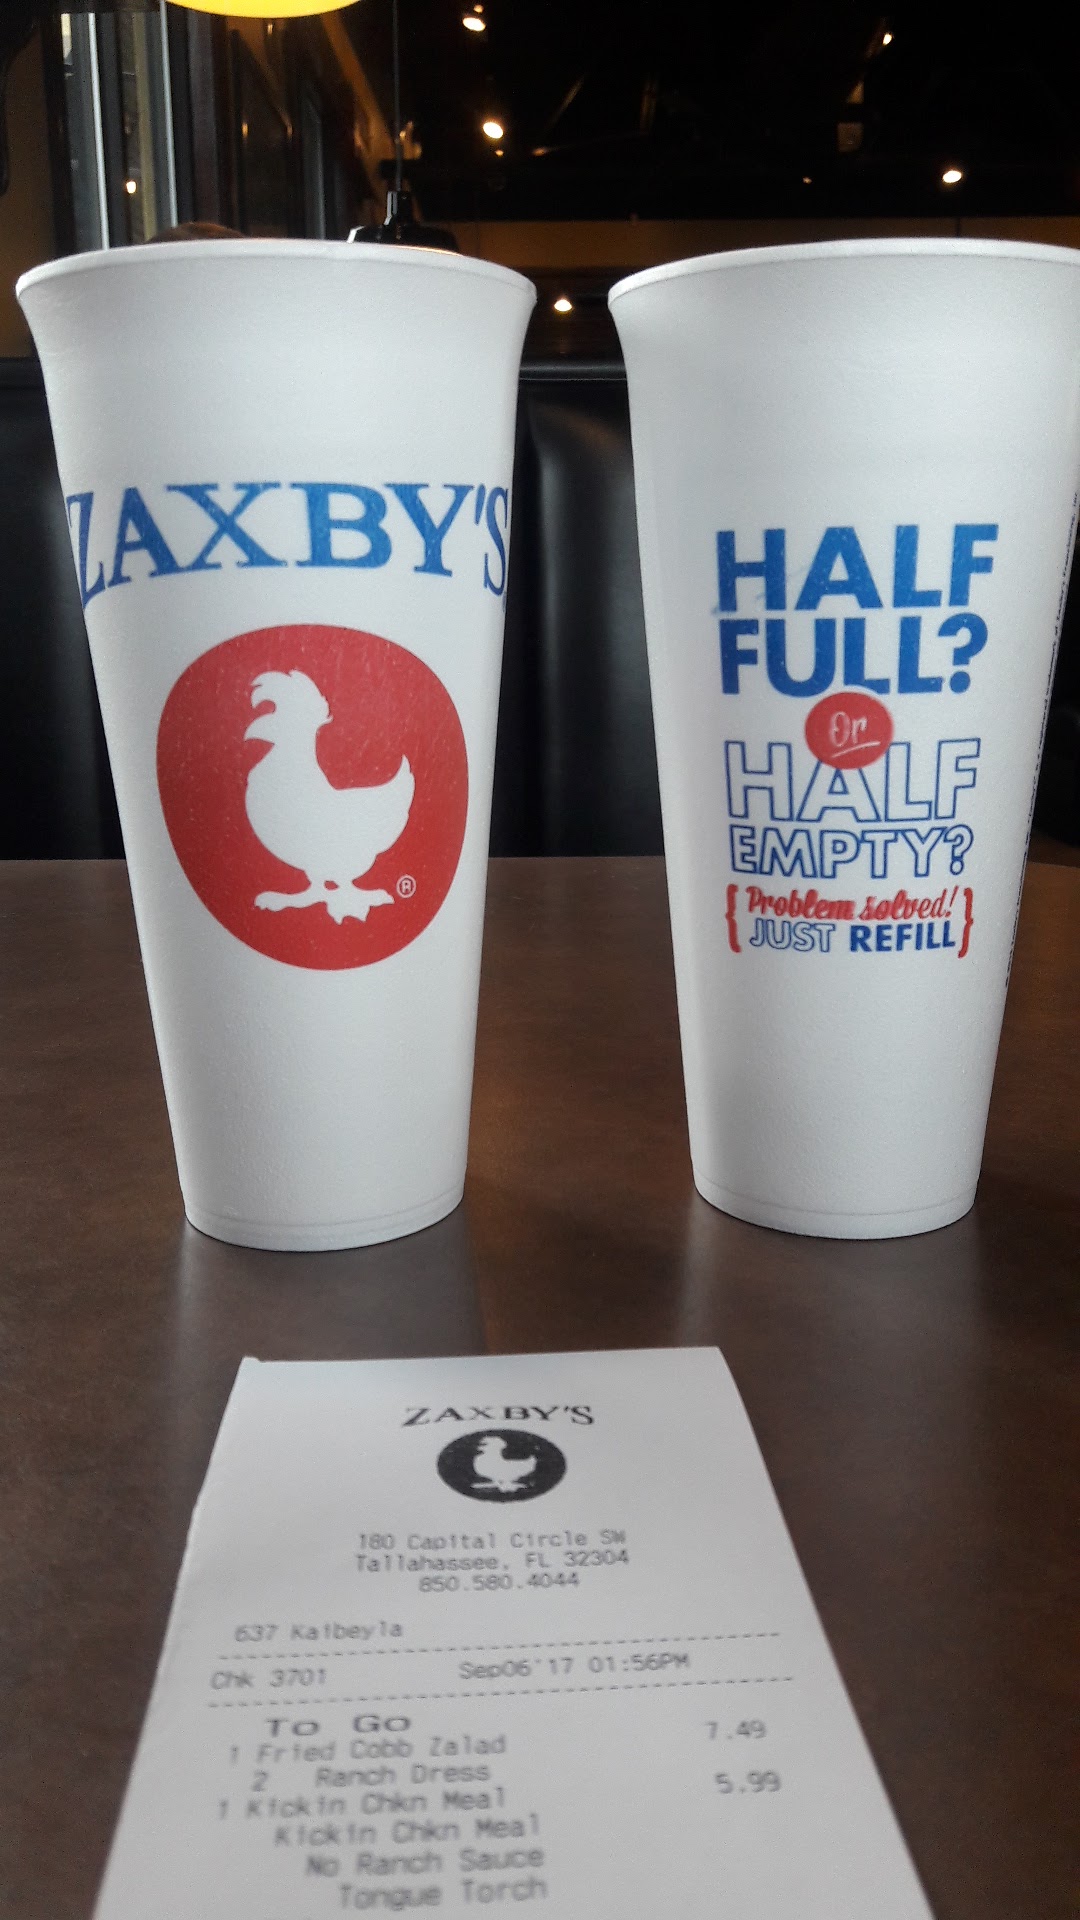 ZAXBY'S
®
HALF
FULL?
Or
HALF
EMPTY?
{Problem solved!
JUST REFILL}
ZAXBY'S
180 Capital Circle SW
Tallahassee, FL 32304
850.580.4044
637 Kaibeyla
Chk 3701 Sep06'17 01:56PM
To Go
1 Fried Cobb Zalad 7.49
2 Ranch Dress
1 Kickin Chkn Meal 5.99
Kickin Chkn Meal
No Ranch Sauce
Tongue Torch